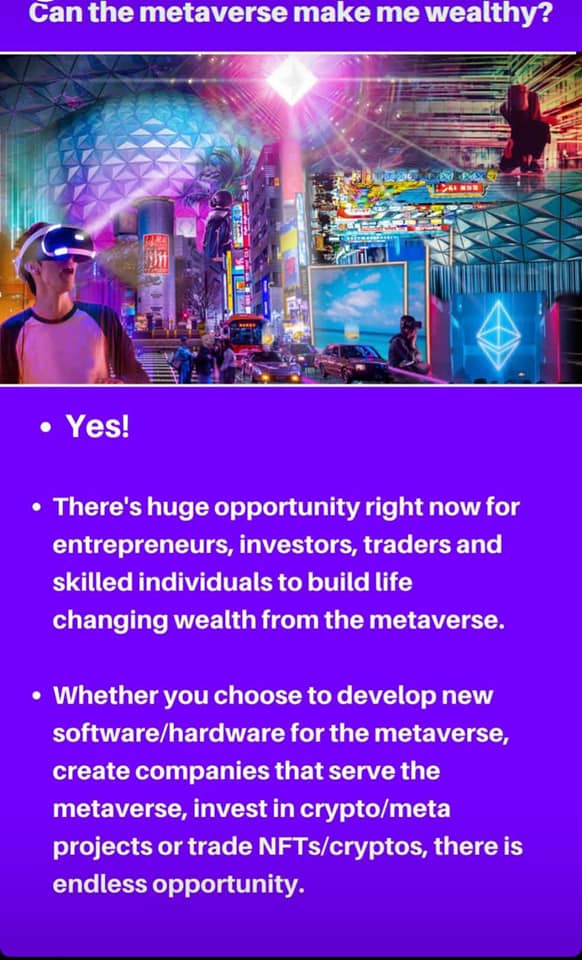 Can the metaverse make me wealthy?
• Yes!
• There's huge opportunity right now for
entrepreneurs, investors, traders and
skilled individuals to build life
changing wealth from the metaverse.
• Whether you choose to develop new
software/hardware for the metaverse,
create companies that serve the
metaverse, invest in crypto/meta
projects or trade NFTs/cryptos, there is
endless opportunity.